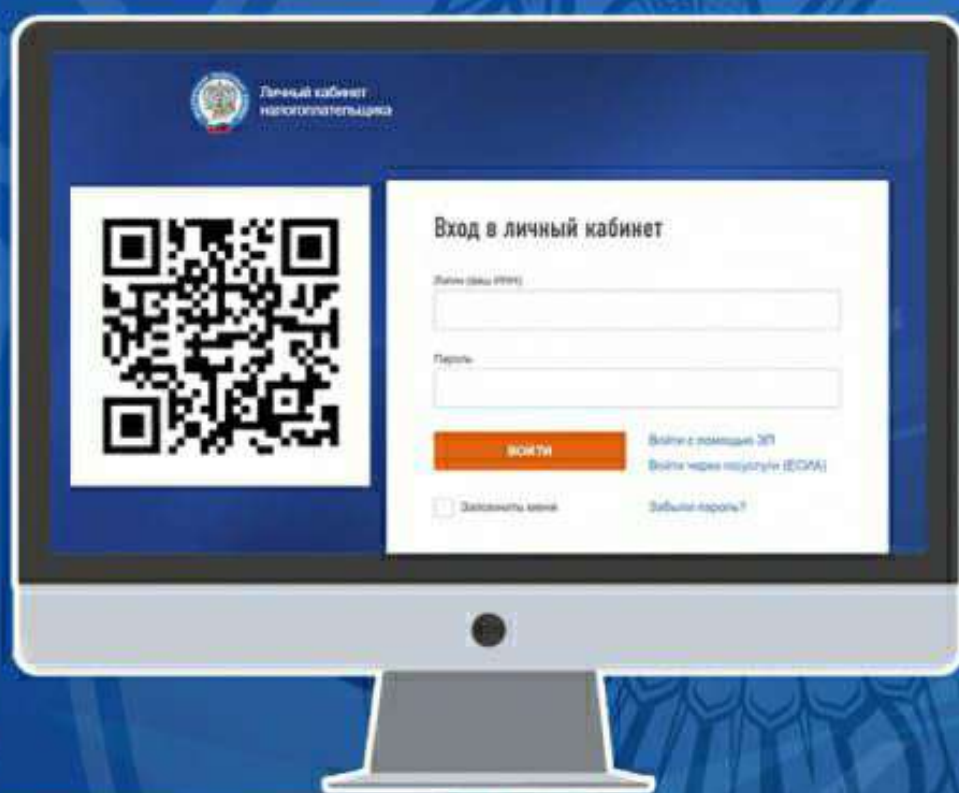 Личный кабинет
налогоплательщика
Вход в личный кабинет
Логин (ваш ИНН)
Пароль
ВОЙТИ
Войти с помощью ЭП
Войти через госуслуги (ЕСИА)
Запомнить меня
Забыли пароль?